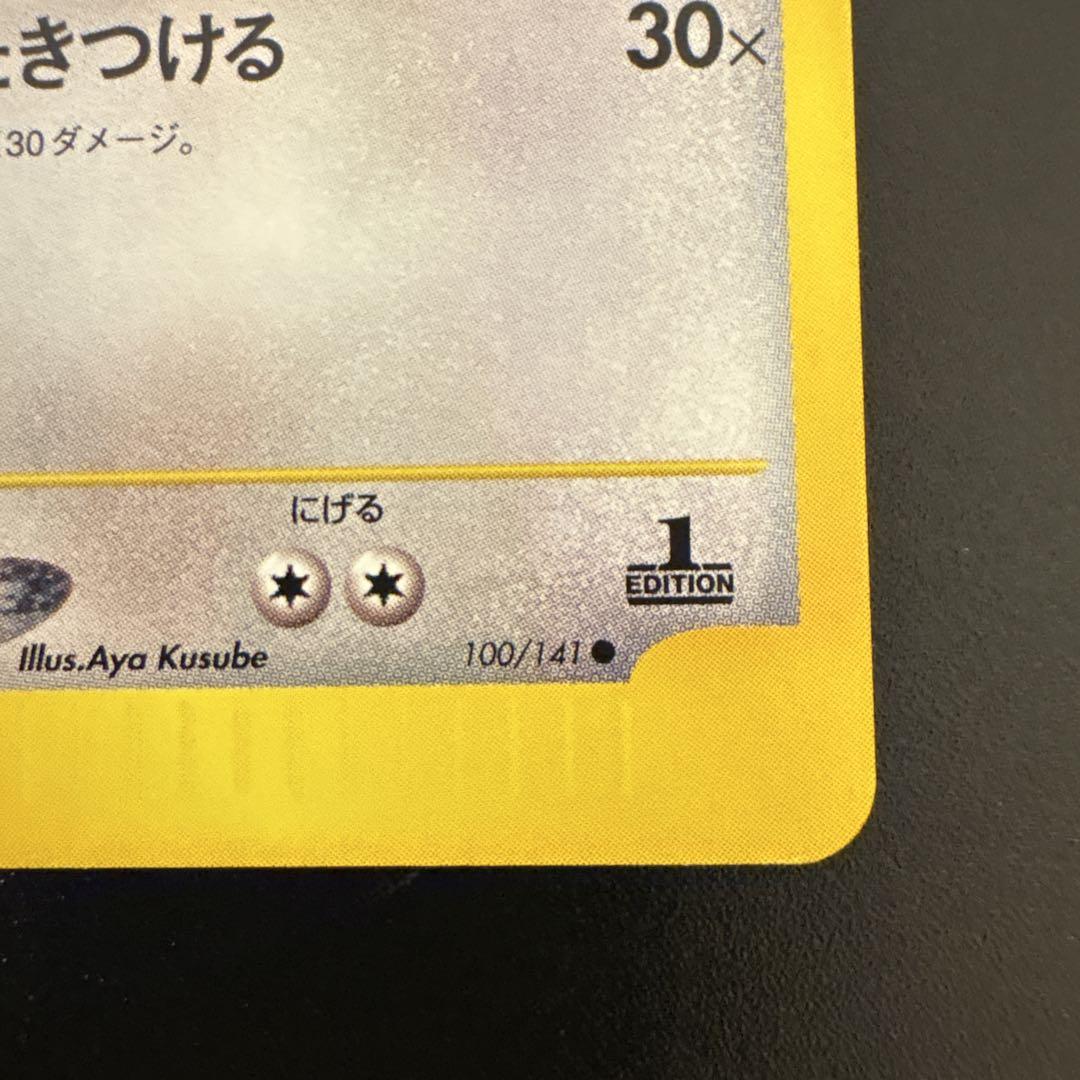 きつける
30×
30ダメージ。
にげる
1
EDITION
Illus.Aya Kusube
100/141●